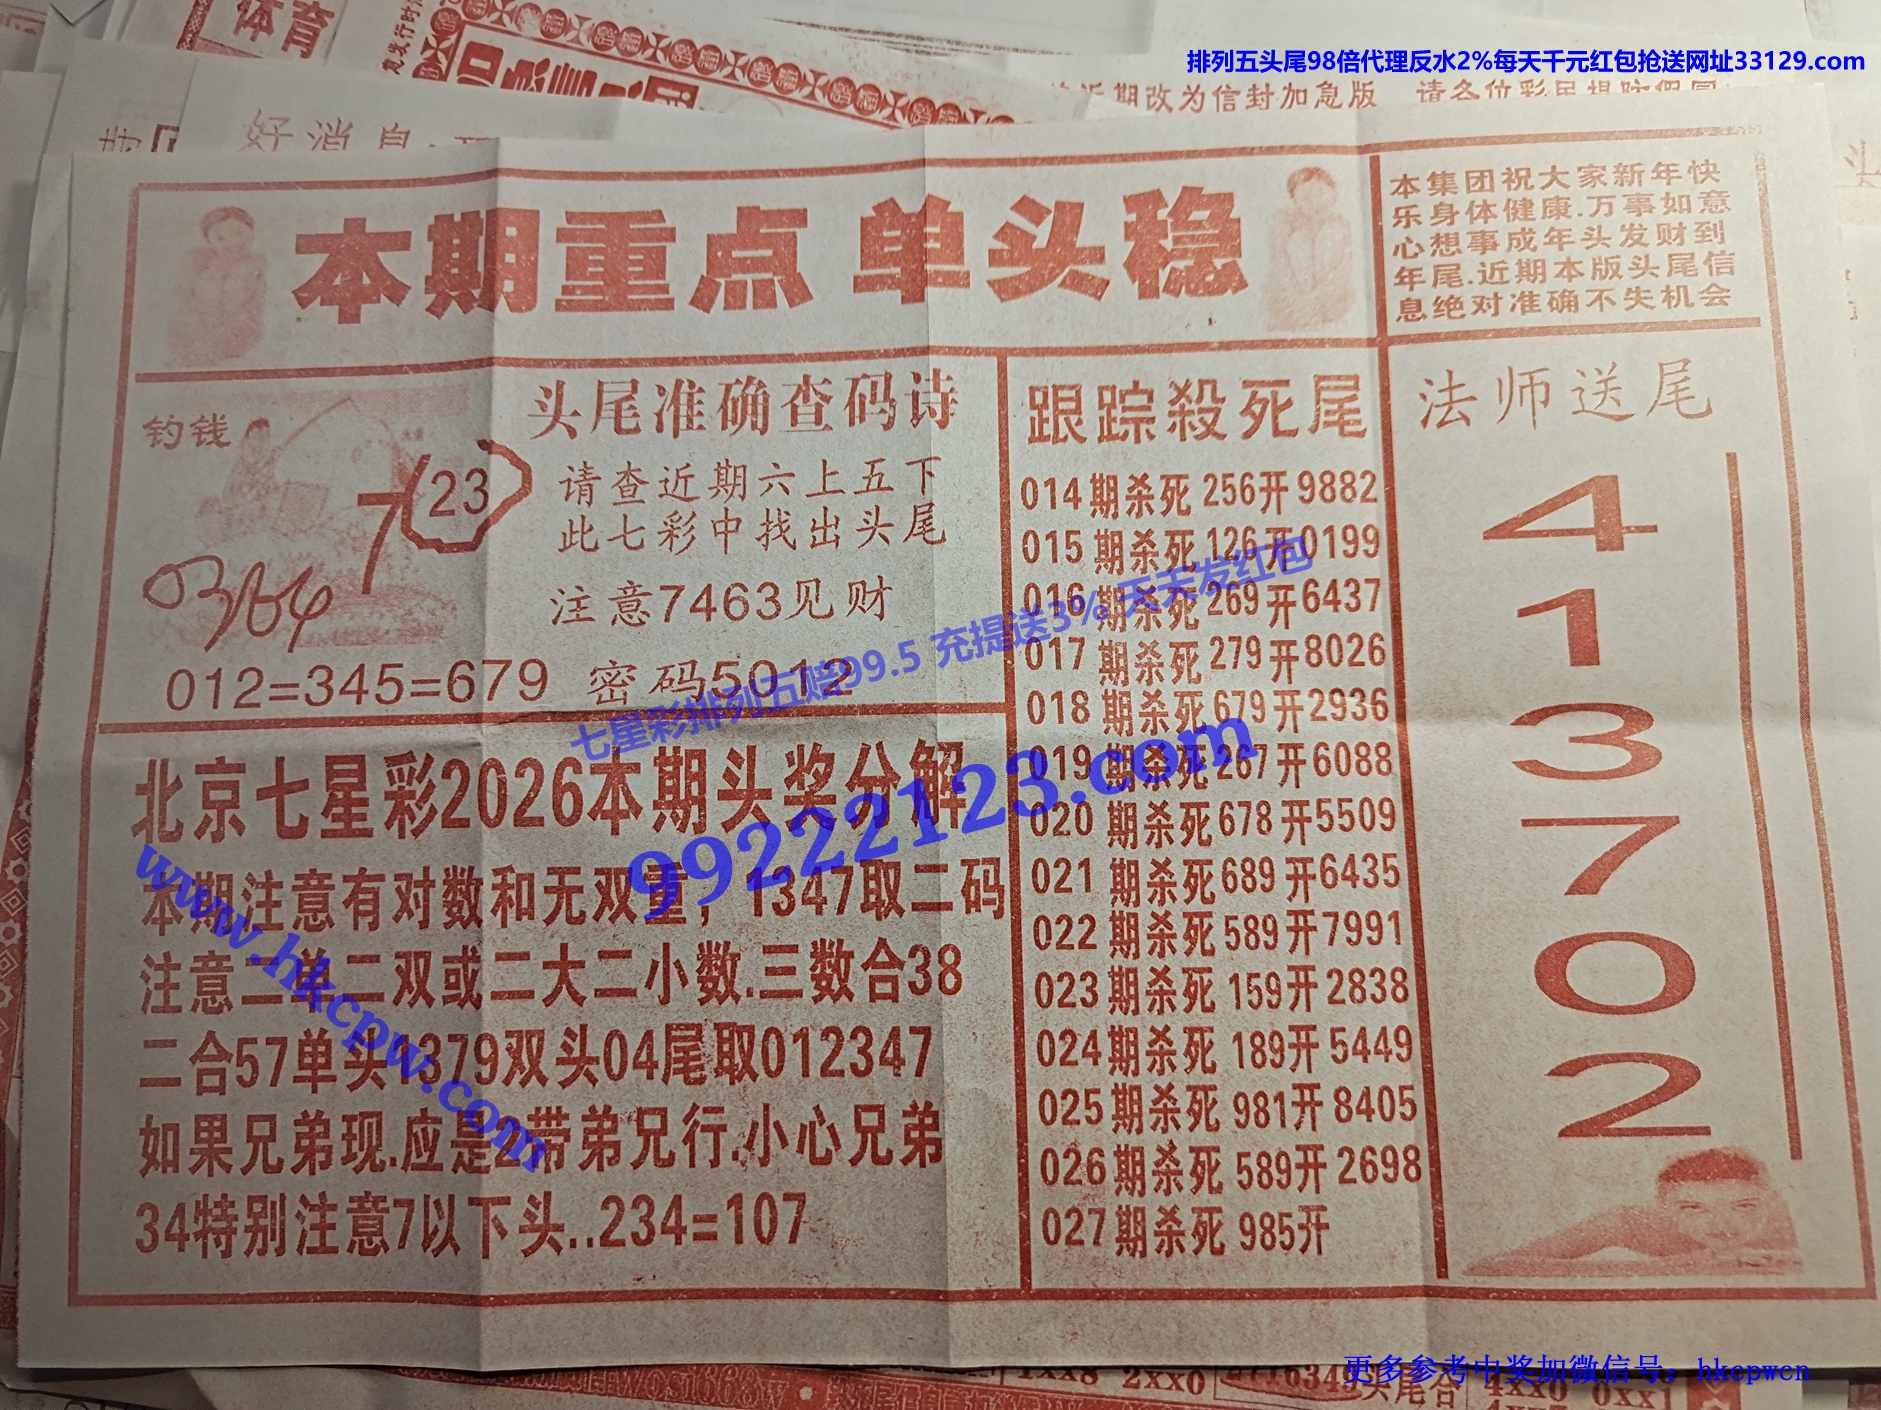 体育
排列五头尾98倍代理反水2%每天千元红包抢送网址33129.com
期改为信封加急版
好消息
本期重点 单头稳
本集团祝大家新年快
乐身体健康.万事如意
心想事成年头发财到
年尾.近期本版头尾信
息绝对准确不失机会
钓钱
7
23
012=345=679 密码5012
头尾准确查码诗
请查近期六上五下
此七彩中找出头尾
注意7463见财
跟踪殺死尾
014期杀死256开9882
015期杀死126开0199
016期杀死269开6437
017期杀死279开8026
018期杀死679开2936
019期杀死267开6088
020期杀死678开5509
021期杀死689开6435
022期杀死589开7991
023期杀死159开2838
024期杀死189开5449
025期杀死981开8405
026期杀死589开2698
027期杀死985开
法师送尾
4
1
3
7
0
2
北京七星彩2026本期头奖分解
本期注意有对数和无双重，1347取二码
注意二单二双或二大二小数.三数合38
二合57单头1379双头04尾取012347
如果兄弟现.应是2带弟兄行.小心兄弟
34特别注意7以下头..234=107
七星彩排列五赔99.5 充提送3% 天天发红包
99222123.com
www.hkcpw.com
更多参考中奖加微信号：hkcpwcn
1xx8 2xx0
头尾合
4xx0 0xx1